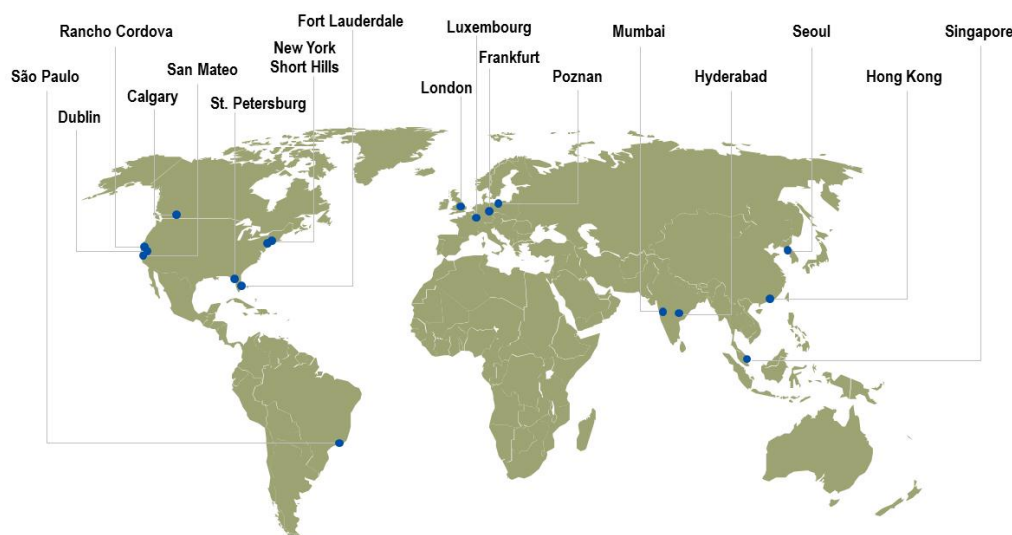 Fort Lauderdale
Luxembourg
Mumbai
Seoul
Singapore
Rancho Cordova
New York
Short Hills
Frankfurt
São Paulo
San Mateo
Poznan
Hyderabad
Hong Kong
Calgary
St. Petersburg
London
Dublin